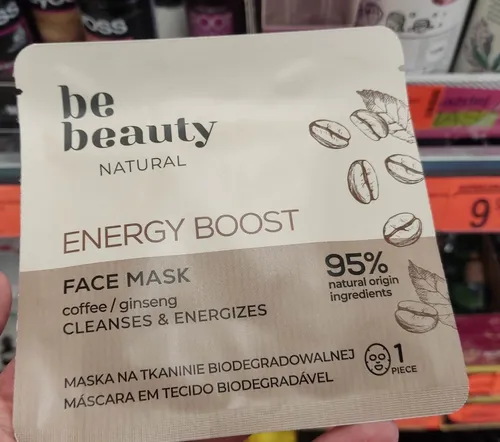 be
beauty
NATURAL
ENERGY BOOST
FACE MASK
coffee / ginseng
CLEANSES & ENERGIZES
95%
natural origin
ingredients
MASKA NA TKANINIE BIODEGRADOWALNEJ
MÁSCARA EM TECIDO BIODEGRADÁVEL
1
PIECE
9